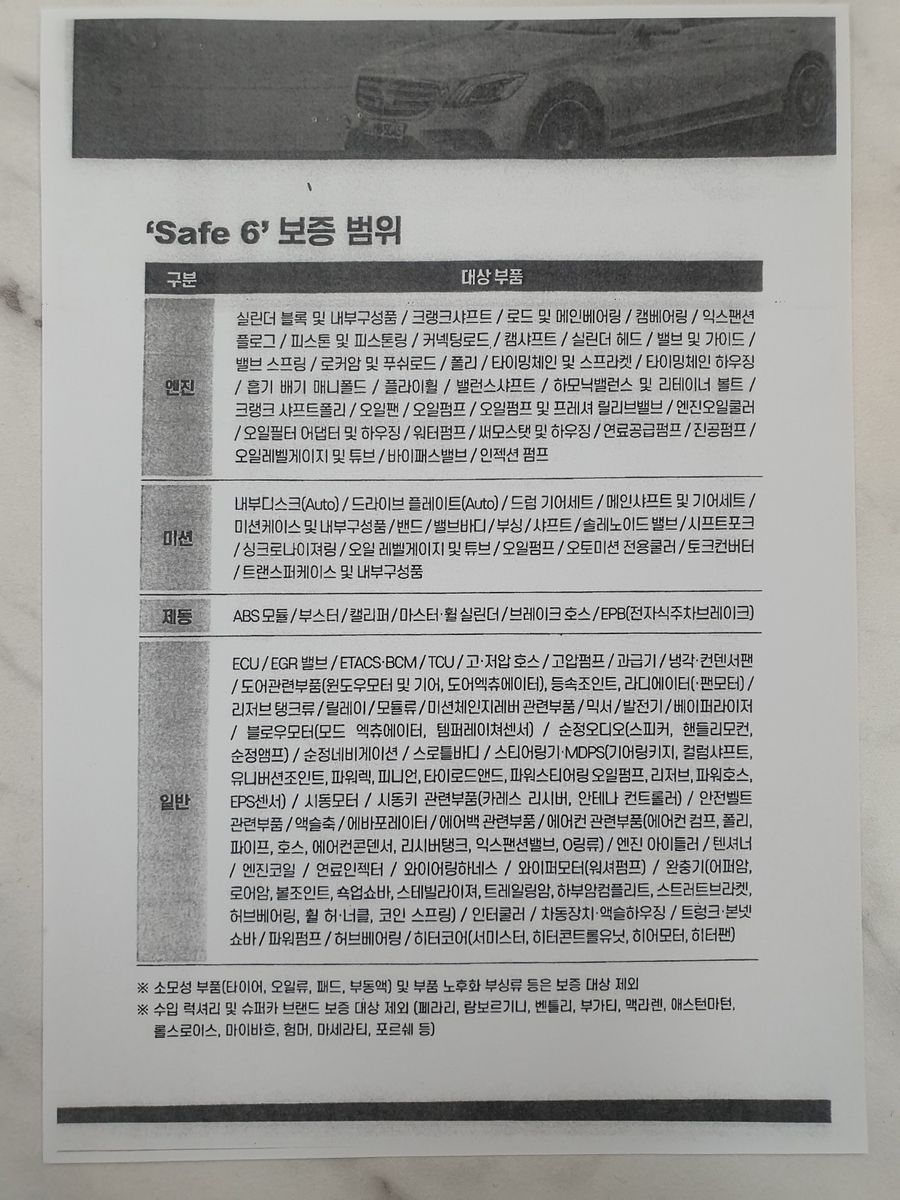 ‘Safe 6’ 보증 범위
구분 대상 부품
엔진
실린더 블록 및 내부구성품 / 크랭크샤프트 / 로드 및 메인베어링 / 캠베어링 / 익스팬션
플로그 / 피스톤 및 피스톤링 / 커넥팅로드 / 캠샤프트 / 실린더 헤드 / 밸브 및 가이드 /
밸브 스프링 / 로커암 및 푸쉬로드 / 폴리 / 타이밍체인 및 스프라켓 / 타이밍체인 하우징
/ 흡기 배기 매니폴드 / 플라이휠 / 밸런스샤프트 / 하모닉밸런스 및 리테이너 볼트 /
크랭크 샤프트폴리 / 오일팬 / 오일펌프 / 오일펌프 및 프레셔 릴리브밸브 / 엔진오일쿨러
/ 오일필터 어댑터 및 하우징 / 워터펌프 / 써모스탯 및 하우징 / 연료공급펌프 / 진공펌프 /
오일레벨게이지 및 튜브 / 바이패스밸브 / 인젝션 펌프
미션
내부디스크(Auto) / 드라이브 플레이트(Auto) / 드럼 기어세트 / 메인샤프트 및 기어세트 /
미션케이스 및 내부구성품 / 밴드 / 밸브바디 / 부싱 / 샤프트 / 솔레노이드 밸브 / 시프트포크
/ 싱크로나이져링 / 오일 레벨게이지 및 튜브 / 오일펌프 / 오토미션 전용쿨러 / 토크컨버터
/ 트랜스퍼케이스 및 내부구성품
제동
ABS 모듈 / 부스터 / 캘리퍼 / 마스터·휠 실린더 / 브레이크 호스 / EPB(전자식주차브레이크)
일반
ECU / EGR 밸브 / ETACS·BCM / TCU / 고·저압 호스 / 고압펌프 / 과급기 / 냉각·컨덴서팬
/ 도어관련부품(윈도우모터 및 기어, 도어엑츄에이터), 등속조인트, 라디에이터(·팬모터) /
리저브 탱크류 / 릴레이 / 모듈류 / 미션체인지레버 관련부품 / 믹서 / 발전기 / 베이퍼라이저
/ 블로우모터(모드 엑츄에이터, 템퍼레이쳐센서) / 순정오디오(스피커, 핸들리모컨,
순정앰프) / 순정네비게이션 / 스로틀바디 / 스티어링기·MDPS(기어링키지, 컬럼샤프트,
유니버션조인트, 파워렉, 피니언, 타이로드앤드, 파워스티어링 오일펌프, 리저브, 파워호스,
EPS센서) / 시동모터 / 시동키 관련부품(카레스 리시버, 안테나 컨트롤러) / 안전벨트
관련부품 / 액슬축 / 에바포레이터 / 에어백 관련부품 / 에어컨 관련부품(에어컨 컴프, 폴리,
파이프, 호스, 에어컨콘덴서, 리시버탱크, 익스팬션밸브, O링류) / 엔진 아이들러 / 텐셔너
/ 엔진코일 / 연료인젝터 / 와이어링하네스 / 와이퍼모터(워셔펌프) / 완충기(어퍼암,
로어암, 볼조인트, 쇽업쇼바, 스테빌라이져, 트레일링암, 하부암컴플리트, 스트러트브라켓,
허브베어링, 휠 허·너클, 코인 스프링) / 인터쿨러 / 차동장치·액슬하우징 / 트렁크·본넷
쇼바 / 파워펌프 / 허브베어링 / 히터코어(서미스터, 히터콘트롤유닛, 히어모터, 히터팬)
※ 소모성 부품(타이어, 오일류, 패드, 부동액) 및 부품 노후화 부싱류 등은 보증 대상 제외
※ 수입 럭셔리 및 슈퍼카 브랜드 보증 대상 제외 (페라리, 람보르기니, 벤틀리, 부가티, 맥리렌, 애스턴마턴,
롤스로이스, 마이바흐, 험머, 마세라티, 포르쉐 등)